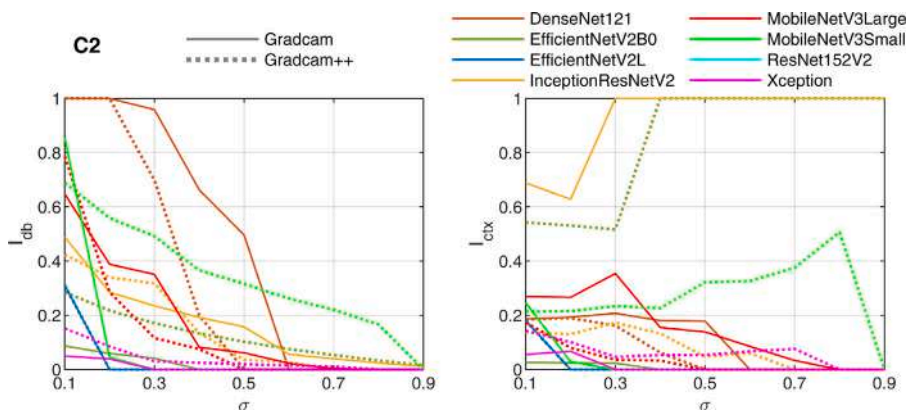 C2
Gradcam
Gradcam++
DenseNet121
EfficientNetV2B0
EfficientNetV2L
InceptionResNetV2
MobileNetV3Large
MobileNetV3Small
ResNet152V2
Xception
1
0.8
0.6
0.4
0.2
0
I_db
0.1 0.3 0.5 0.7 0.9
σ
1
0.8
0.6
0.4
0.2
0
I_ctx
0.1 0.3 0.5 0.7 0.9
σ